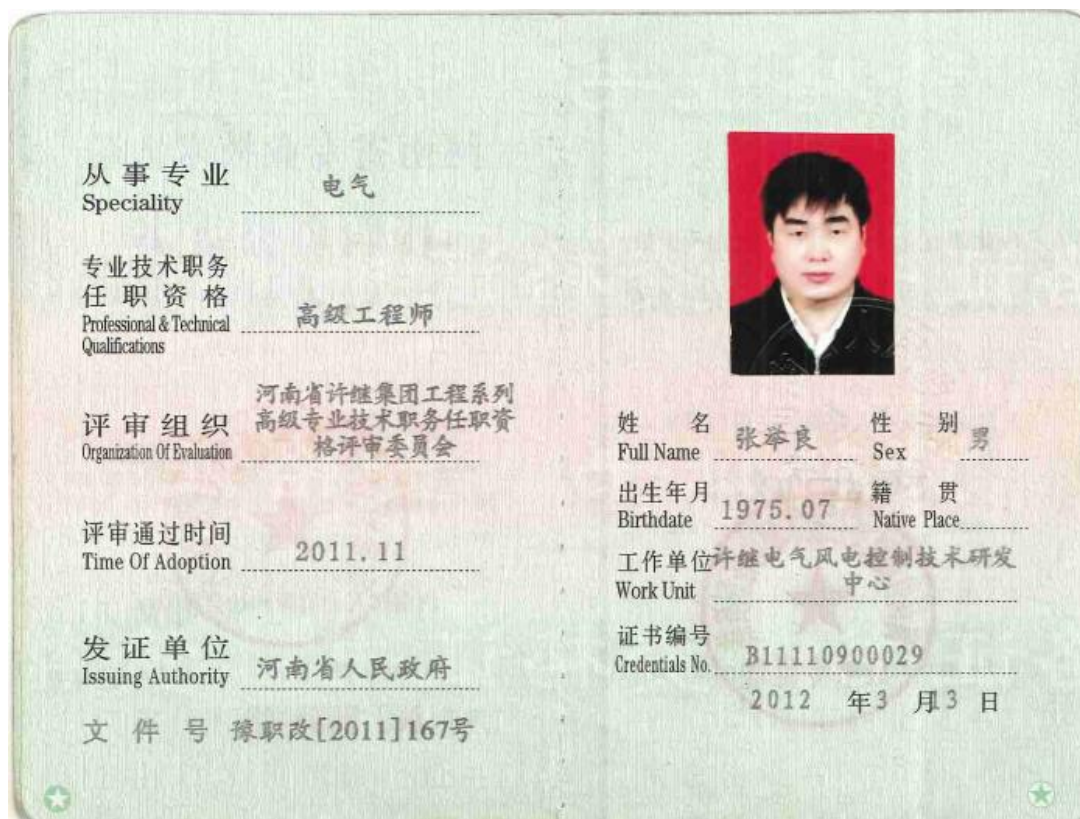 从事专业 电气
Speciality
专业技术职务
任职资格 高级工程师
Professional & Technical
Qualifications
河南省许继集团工程系列
评审组织 高级专业技术职务任职资
Organization Of Evaluation 格评审委员会
评审通过时间 2011.11
Time Of Adoption
发证单位 河南省人民政府
Issuing Authority
文件号 豫职改[2011]167号
姓名 张举良 性别 男
Full Name Sex
出生年月 1975.07 籍贯
Birthdate Native Place
工作单位 许继电气风电控制技术研发
Work Unit 中心
证书编号 B11110900029
Credentials No.
2012 年3 月3 日